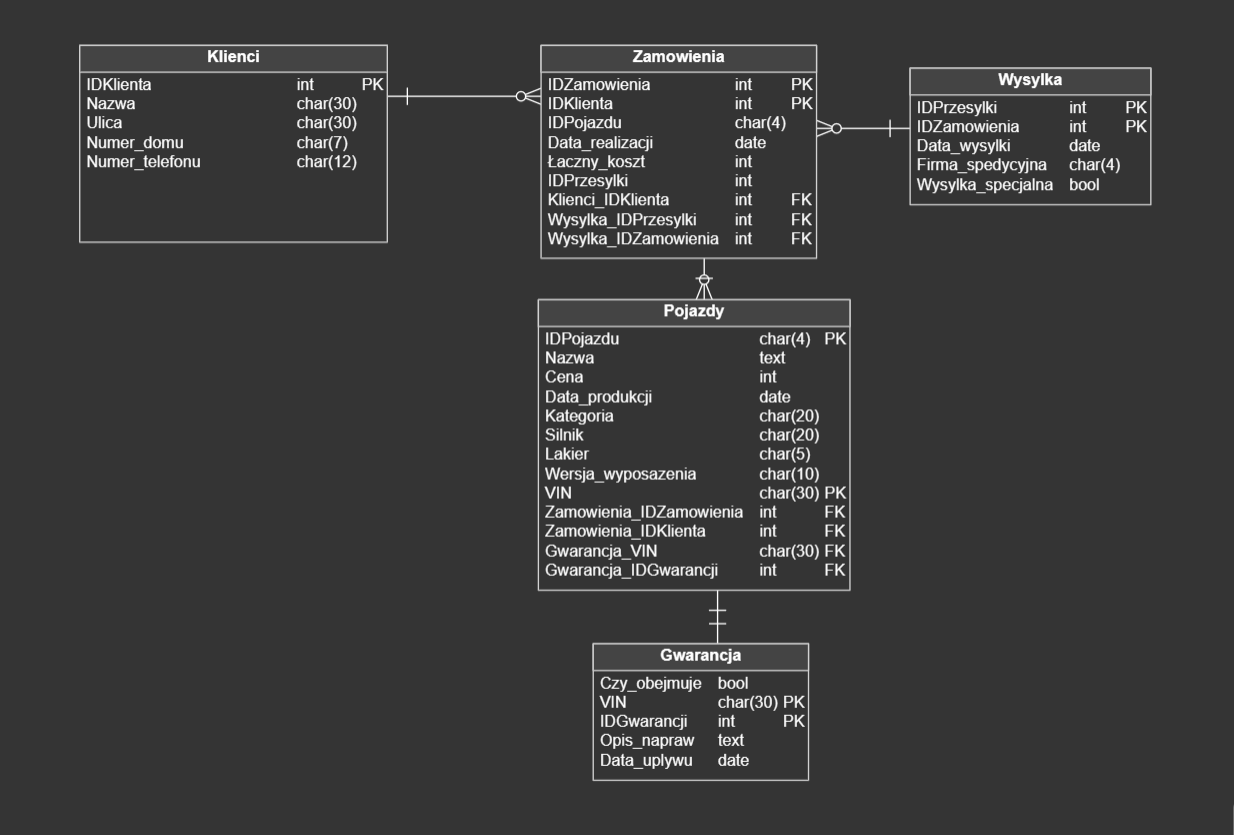 Klienci
IDKlienta int PK
Nazwa char(30)
Ulica char(30)
Numer_domu char(7)
Numer_telefonu char(12)
Zamowienia
IDZamowienia int PK
IDKlienta int PK
IDPojazdu char(4)
Data_realizacji date
Łaczny_koszt int
IDPrzesylki int
Klienci_IDKlienta int FK
Wysylka_IDPrzesylki int FK
Wysylka_IDZamowienia int FK
Wysylka
IDPrzesylki int PK
IDZamowienia int PK
Data_wysylki date
Firma_spedycyjna char(4)
Wysylka_specjalna bool
Pojazdy
IDPojazdu char(4) PK
Nazwa text
Cena int
Data_produkcji date
Kategoria char(20)
Silnik char(20)
Lakier char(5)
Wersja_wyposazenia char(10)
VIN char(30) PK
Zamowienia_IDZamowienia int FK
Zamowienia_IDKlienta int FK
Gwarancja_VIN char(30) FK
Gwarancja_IDGwarancji int FK
Gwarancja
Czy_obejmuje bool
VIN char(30) PK
IDGwarancji int PK
Opis_napraw text
Data_uplywu date